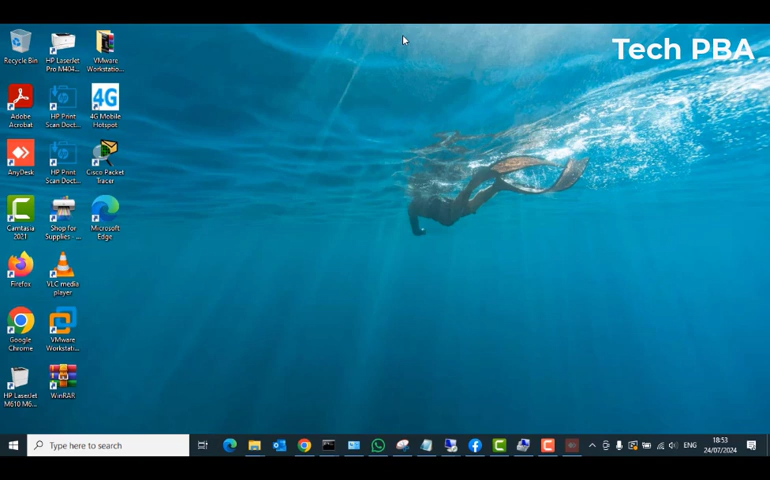 Tech PBA
Recycle Bin
HP LaserJet
Pro M404...
VMware
Workstatio...
Adobe
Acrobat
HP Print
Scan Doct...
4G
4G Mobile
Hotspot
AnyDesk
HP Print
Scan Doct...
Cisco Packet
Tracer
Camtasia
2021
Shop for
Supplies - ...
Microsoft
Edge
Firefox
VLC media
player
Google
Chrome
VMware
Workstati...
HP LaserJet
M610 M6...
WinRAR
Type here to search
ENG
18:53
24/07/2024